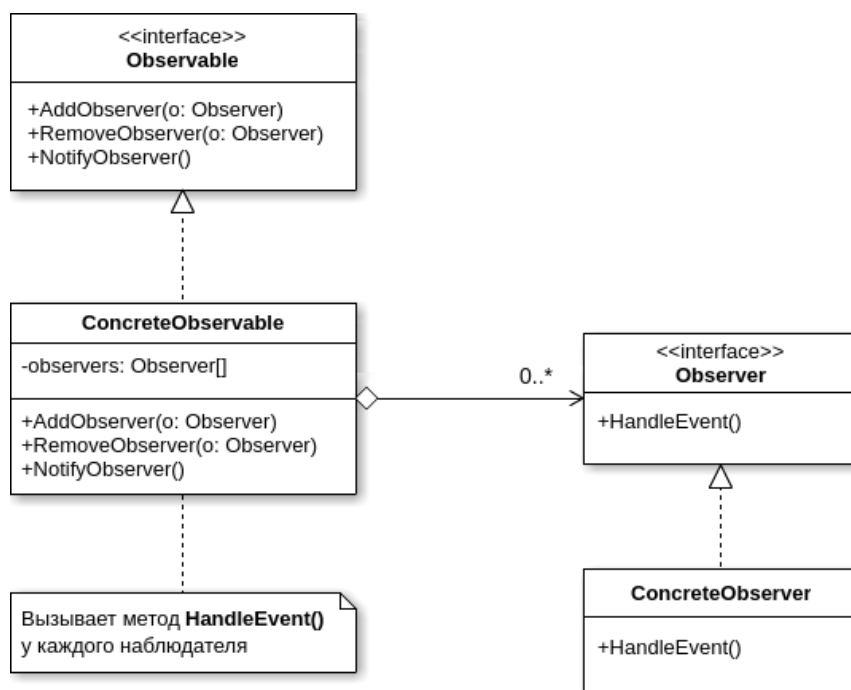 <<interface>>
Observable
+AddObserver(o: Observer)
+RemoveObserver(o: Observer)
+NotifyObserver()
ConcreteObservable
-observers: Observer[]
+AddObserver(o: Observer)
+RemoveObserver(o: Observer)
+NotifyObserver()
0..*
<<interface>>
Observer
+HandleEvent()
ConcreteObserver
+HandleEvent()
Вызывает метод HandleEvent()
у каждого наблюдателя